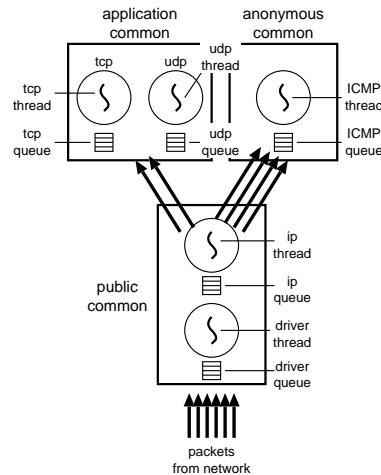 application
common
anonymous
common
udp
thread
tcp
udp
tcp
thread
ICMP
thread
tcp
queue
udp
queue
ICMP
queue
ip
thread
public
common
ip
queue
driver
thread
driver
queue
packets
from network